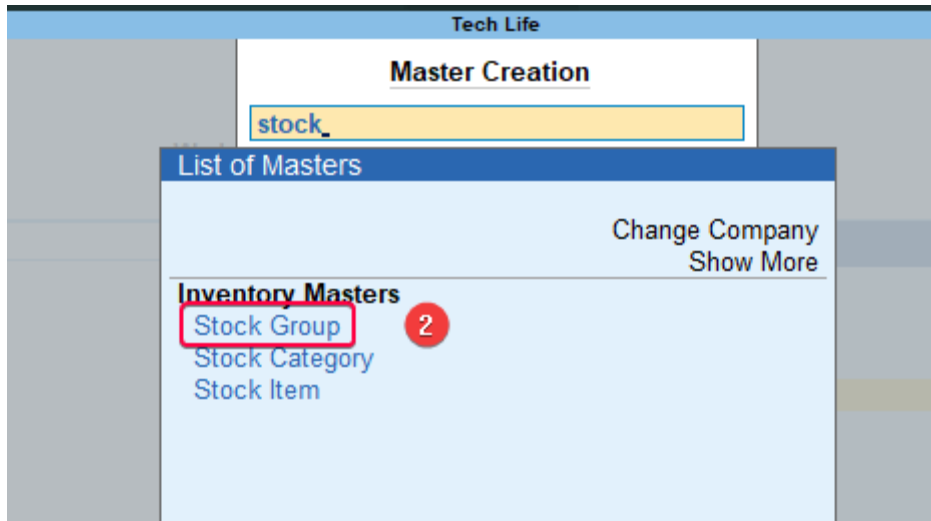 Tech Life
Master Creation
stock
List of Masters
Change Company
Show More
Inventory Masters
Stock Group
2
Stock Category
Stock Item